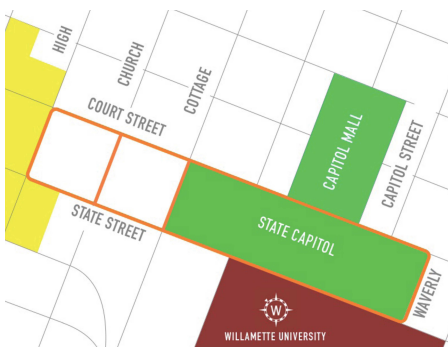 HIGH
CHURCH
COTTAGE
COURT STREET
CAPITOL MALL
CAPITOL STREET
STATE STREET
STATE CAPITOL
WAVERLY
W
WILLAMETTE UNIVERSITY